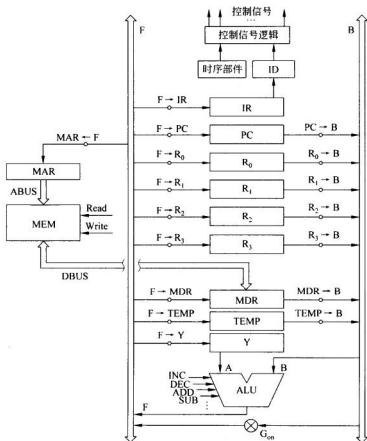 控制信号
…
控制信号逻辑
F
B
时序部件
ID
F→IR
IR
MAR←F
F→PC
PC
PC→B
MAR
F→R₀
R₀
R₀→B
ABUS
F→R₁
R₁
R₁→B
MEM
Read
Write
F→R₂
R₂
R₂→B
F→R₃
R₃
R₃→B
DBUS
F→MDR
MDR
MDR→B
F→TEMP
TEMP
TEMP→B
F→Y
Y
A
B
INC
DEC
ADD
SUB
⋮
ALU
F
Gon